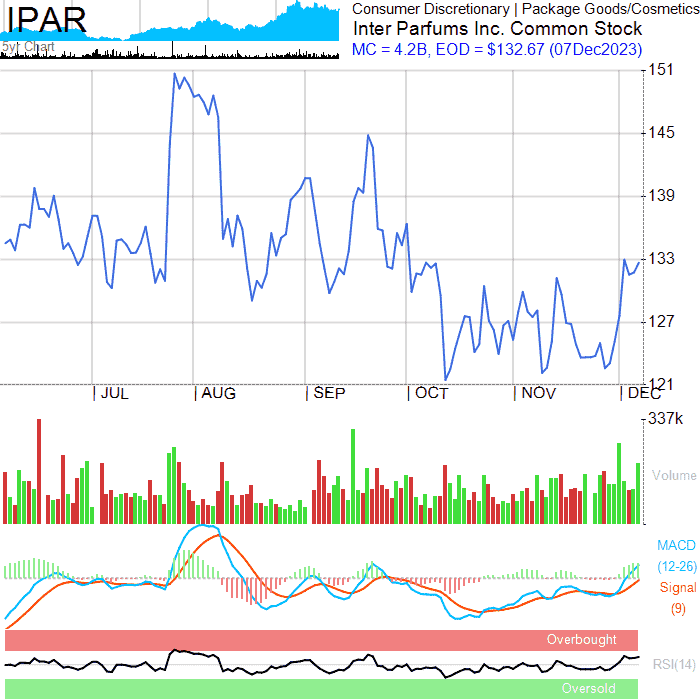 IPAR
5yr Chart
Consumer Discretionary | Package Goods/Cosmetics
Inter Parfums Inc. Common Stock
MC = 4.2B, EOD = $132.67 (07Dec2023)
151
145
139
133
127
121
| JUL | AUG | SEP | OCT | NOV | DEC
337k
Volume
MACD
(12-26)
Signal
(9)
Overbought
RSI(14)
Oversold